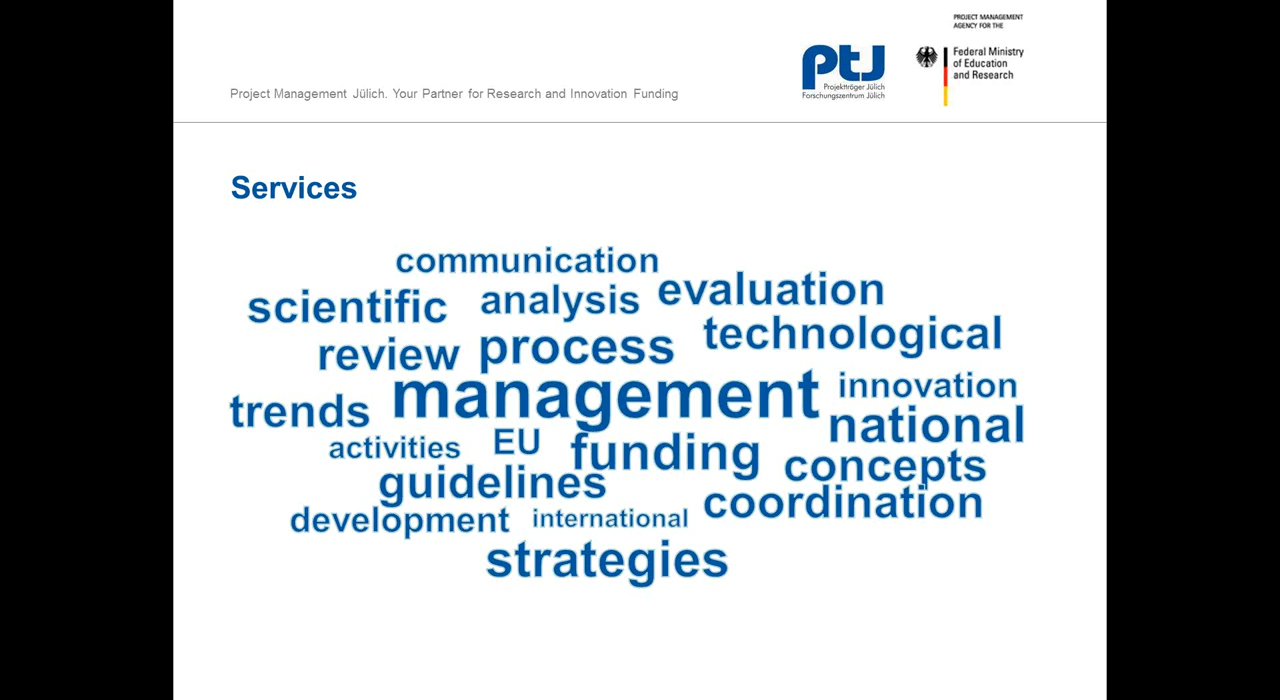 PROJECT MANAGEMENT
AGENCY FOR THE
Federal Ministry
of Education
and Research
ptJ
Projektträger Jülich
Forschungszentrum Jülich
Project Management Jülich. Your Partner for Research and Innovation Funding
Services
communication
scientific analysis evaluation
review process technological
management innovation
trends national
activities EU funding concepts
guidelines coordination
development international
strategies